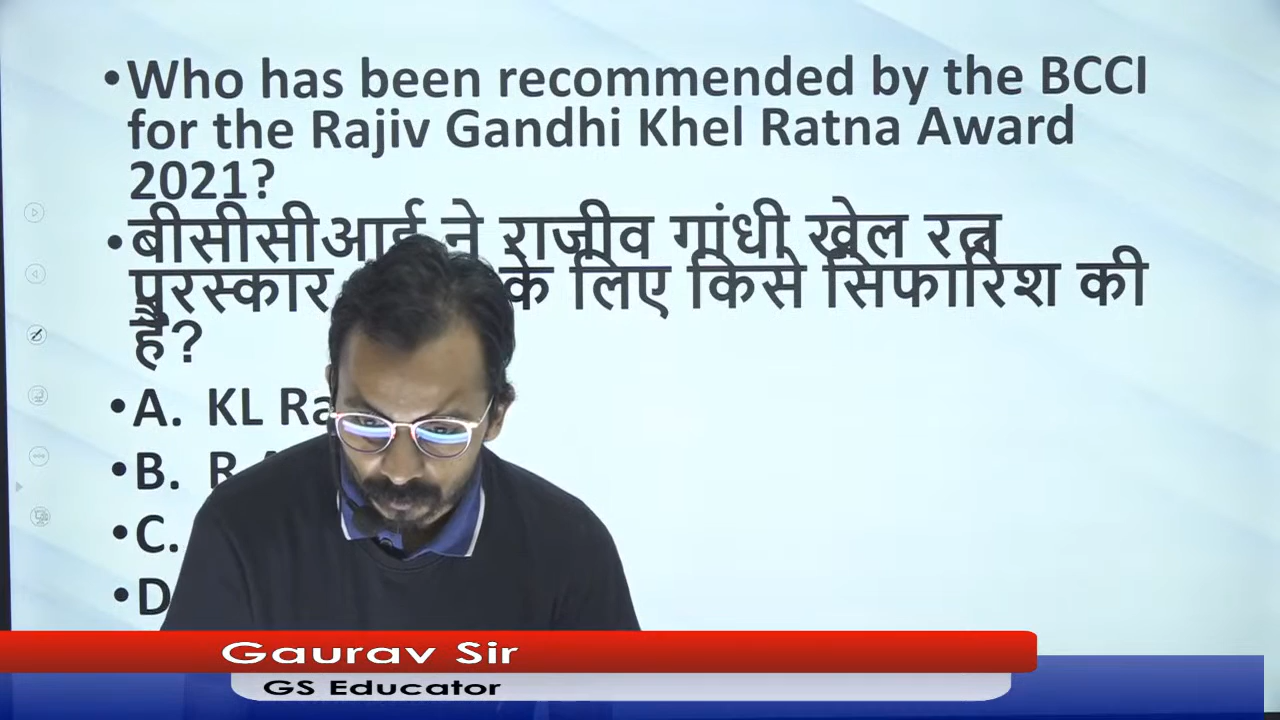 •Who has been recommended by the BCCI
for the Rajiv Gandhi Khel Ratna Award
2021?
•बीसीसीआई ने राजीव गांधी खेल रत्न
पुरस्कार के लिए किसे सिफारिश की
है?
•A. KL
•B. R
•C.
•D
Gaurav Sir
GS Educator